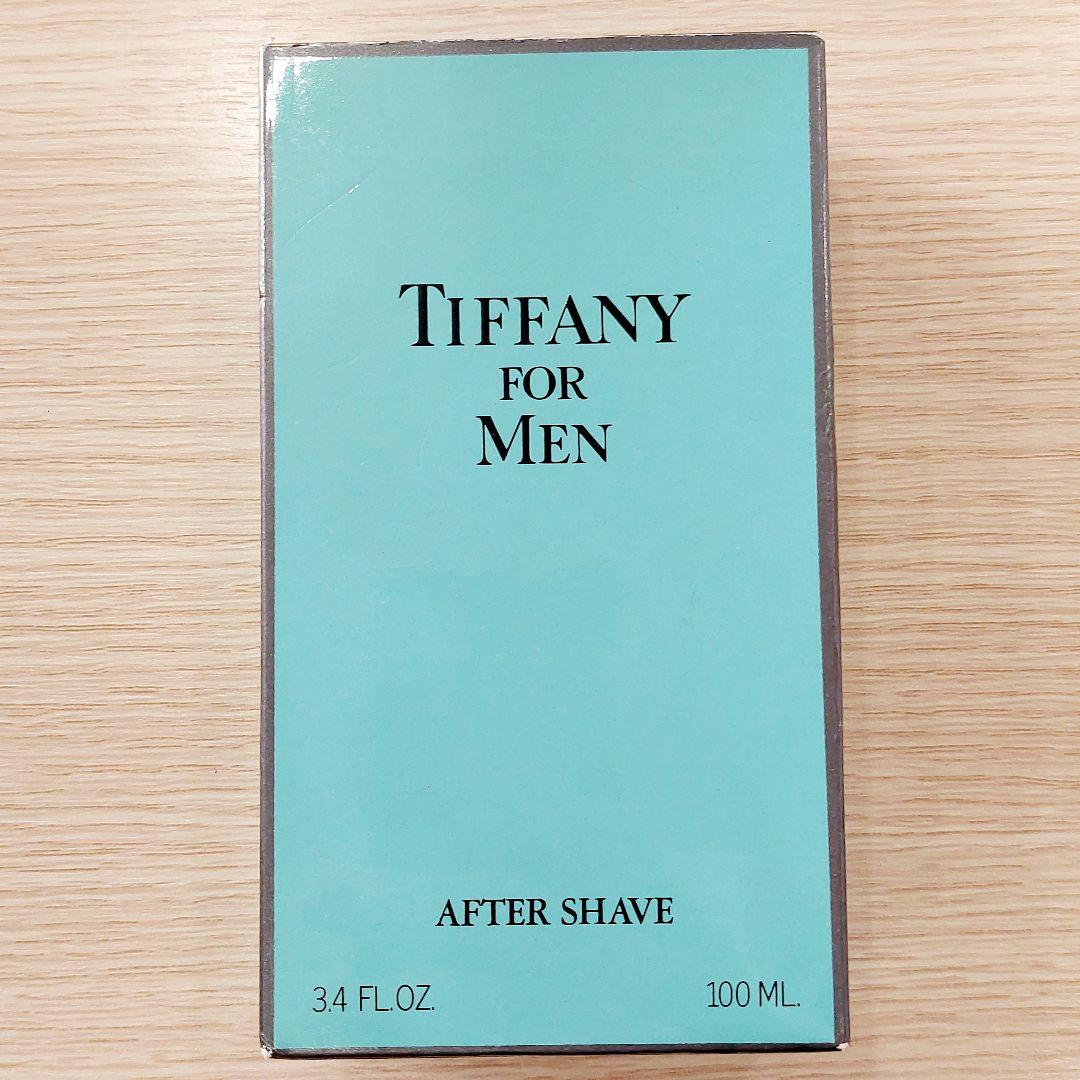 TIFFANY
FOR
MEN
AFTER SHAVE
3.4 FL.OZ. 100 ML.